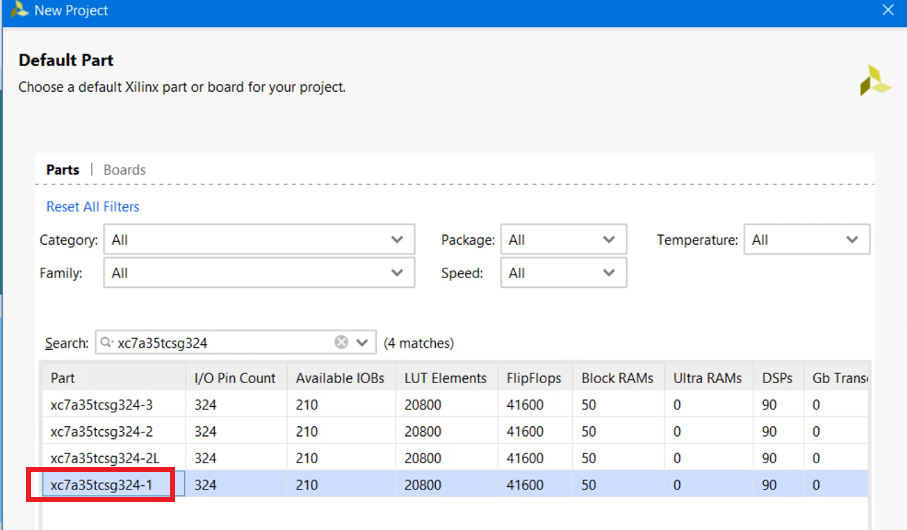 New Project
Default Part
Choose a default Xilinx part or board for your project.
Parts | Boards
Reset All Filters
Category: All Package: All Temperature: All
Family: All Speed: All
Search: xc7a35tcsg324 (4 matches)
Part I/O Pin Count Available IOBs LUT Elements FlipFlops Block RAMs Ultra RAMs DSPs Gb Transc
xc7a35tcsg324-3 324 210 20800 41600 50 0 90 0
xc7a35tcsg324-2 324 210 20800 41600 50 0 90 0
xc7a35tcsg324-2L 324 210 20800 41600 50 0 90 0
xc7a35tcsg324-1 324 210 20800 41600 50 0 90 0